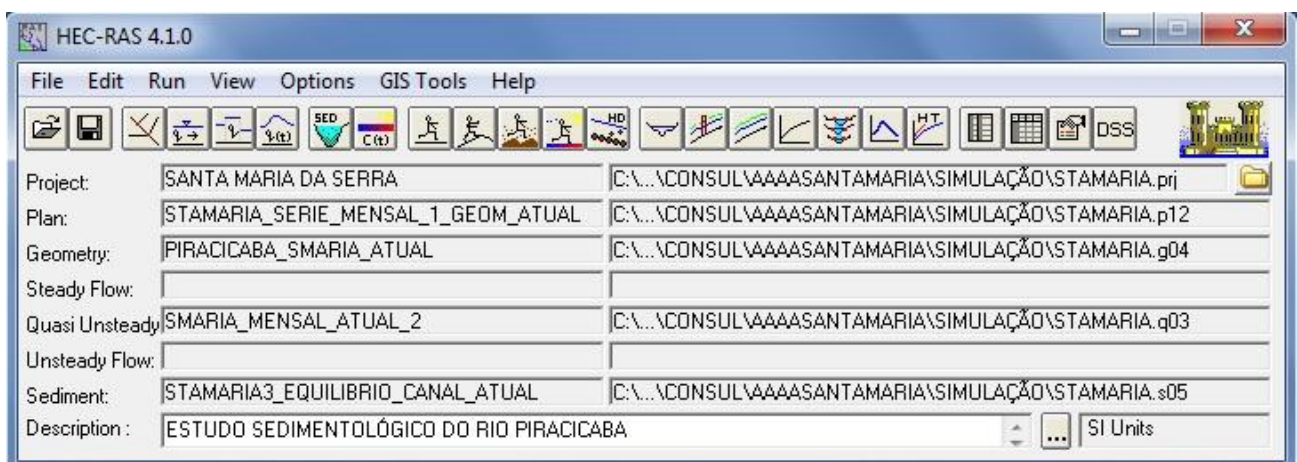 HEC-RAS 4.1.0
File Edit Run View Options GIS Tools Help
SED C(t) HD HT DSS
Project: SANTA MARIA DA SERRA C:\...\CONSUL\AAAASANTAMARIA\SIMULAÇÃO\STAMARIA.prj
Plan: STAMARIA_SERIE_MENSAL_1_GEOM_ATUAL C:\...\CONSUL\AAAASANTAMARIA\SIMULAÇÃO\STAMARIA.p12
Geometry: PIRACICABA_SMARIA_ATUAL C:\...\CONSUL\AAAASANTAMARIA\SIMULAÇÃO\STAMARIA.g04
Steady Flow:
Quasi Unsteady SMARIA_MENSAL_ATUAL_2 C:\...\CONSUL\AAAASANTAMARIA\SIMULAÇÃO\STAMARIA.q03
Unsteady Flow:
Sediment: STAMARIA3_EQUILIBRIO_CANAL_ATUAL C:\...\CONSUL\AAAASANTAMARIA\SIMULAÇÃO\STAMARIA.s05
Description : ESTUDO SEDIMENTOLÓGICO DO RIO PIRACICABA ... SI Units